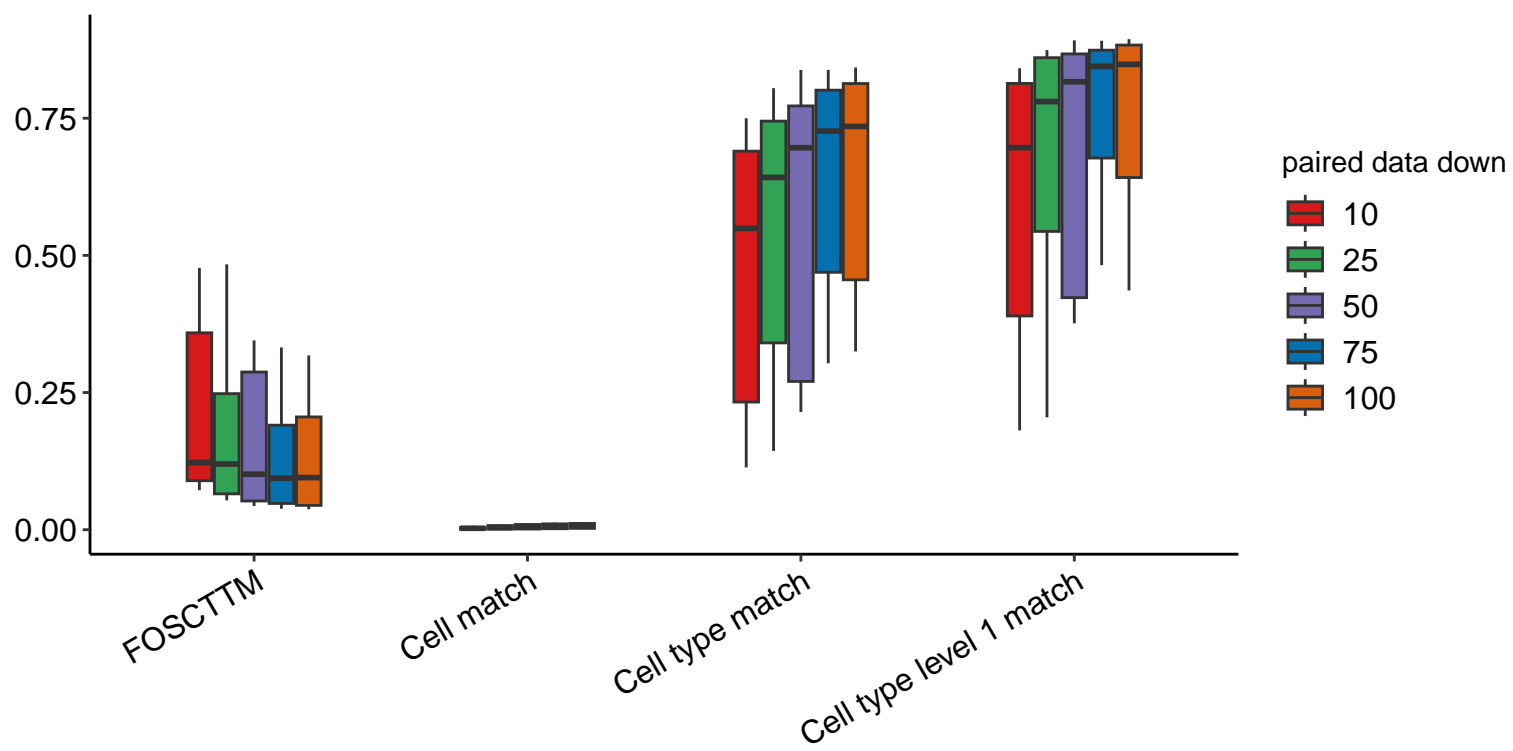 0.75
0.50
0.25
0.00
FOSCTTM
Cell match
Cell type match
Cell type level 1 match
paired data down
10
25
50
75
100